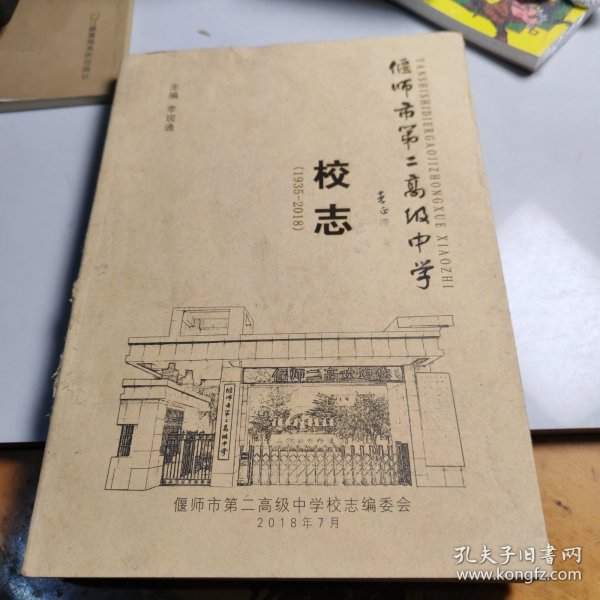 偃师市第二高级中学
YANSHISHIDIERGAOJIZHONGXUE XIAOZHI
校志
(1935-2018)
主编 李现通
偃师市第二高级中学
偃师市第二高级中学校志编委会
2018年7月
孔夫子旧书网
www.kongfz.com